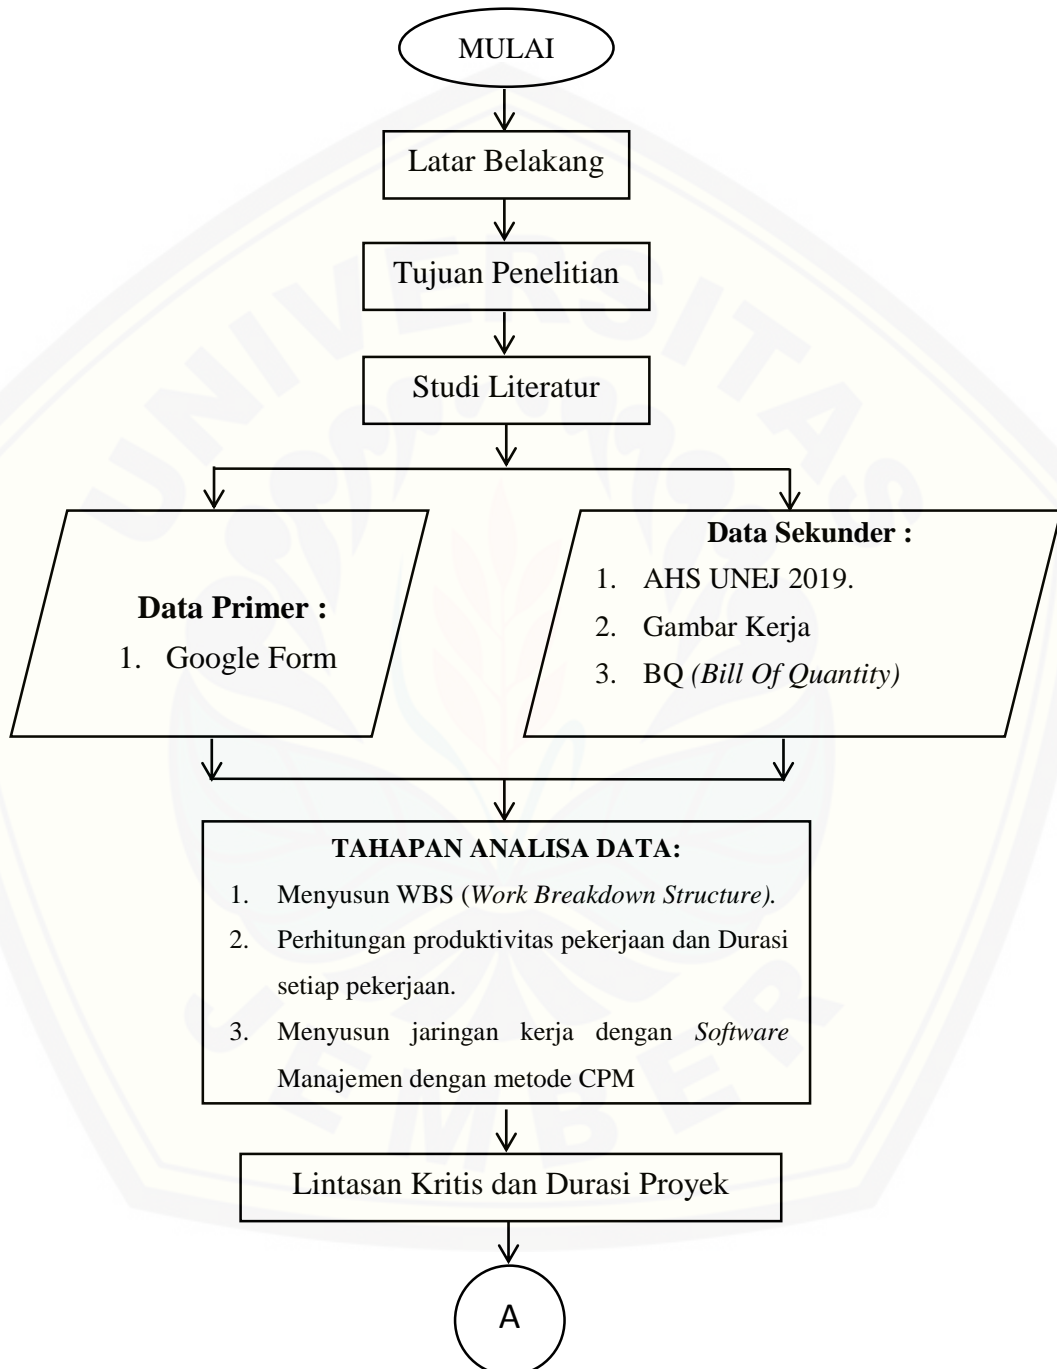 MULAI
Latar Belakang
Tujuan Penelitian
Studi Literatur
Data Primer :
1. Google Form
Data Sekunder :
1. AHS UNEJ 2019.
2. Gambar Kerja
3. BQ (Bill Of Quantity)
TAHAPAN ANALISA DATA:
1. Menyusun WBS (Work Breakdown Structure).
2. Perhitungan produktivitas pekerjaan dan Durasi
setiap pekerjaan.
3. Menyusun jaringan kerja dengan Software
Manajemen dengan metode CPM
Lintasan Kritis dan Durasi Proyek
A
UNIVERSITAS
JEMBER